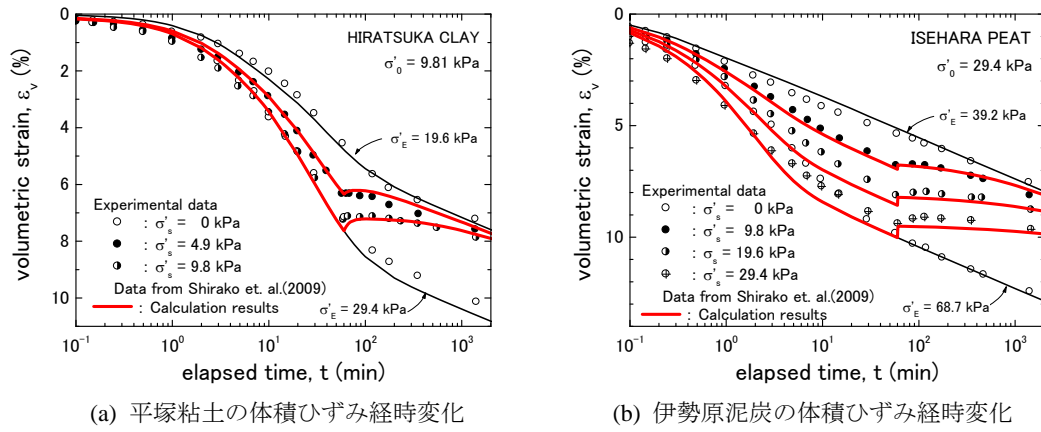 HIRATSUKA CLAY
σ'₀ = 9.81 kPa
σ'E = 19.6 kPa
Experimental data
: σ's = 0 kPa
: σ's = 4.9 kPa
: σ's = 9.8 kPa
Data from Shirako et. al.(2009)
: Calculation results
σ'E = 29.4 kPa
0
2
4
6
8
10
volumetric strain, εv (%)
10⁻¹ 10⁰ 10¹ 10² 10³
elapsed time, t (min)
(a) 平塚粘土の体積ひずみ経時変化
ISEHARA PEAT
σ'₀ = 29.4 kPa
σ'E = 39.2 kPa
Experimental data
: σ's = 0 kPa
: σ's = 9.8 kPa
: σ's = 19.6 kPa
: σ's = 29.4 kPa
Data from Shirako et. al.(2009)
: Calculation results
σ'E = 68.7 kPa
0
5
10
volumetric strain, εv (%)
10⁻¹ 10⁰ 10¹ 10² 10³
elapsed time, t (min)
(b) 伊勢原泥炭の体積ひずみ経時変化